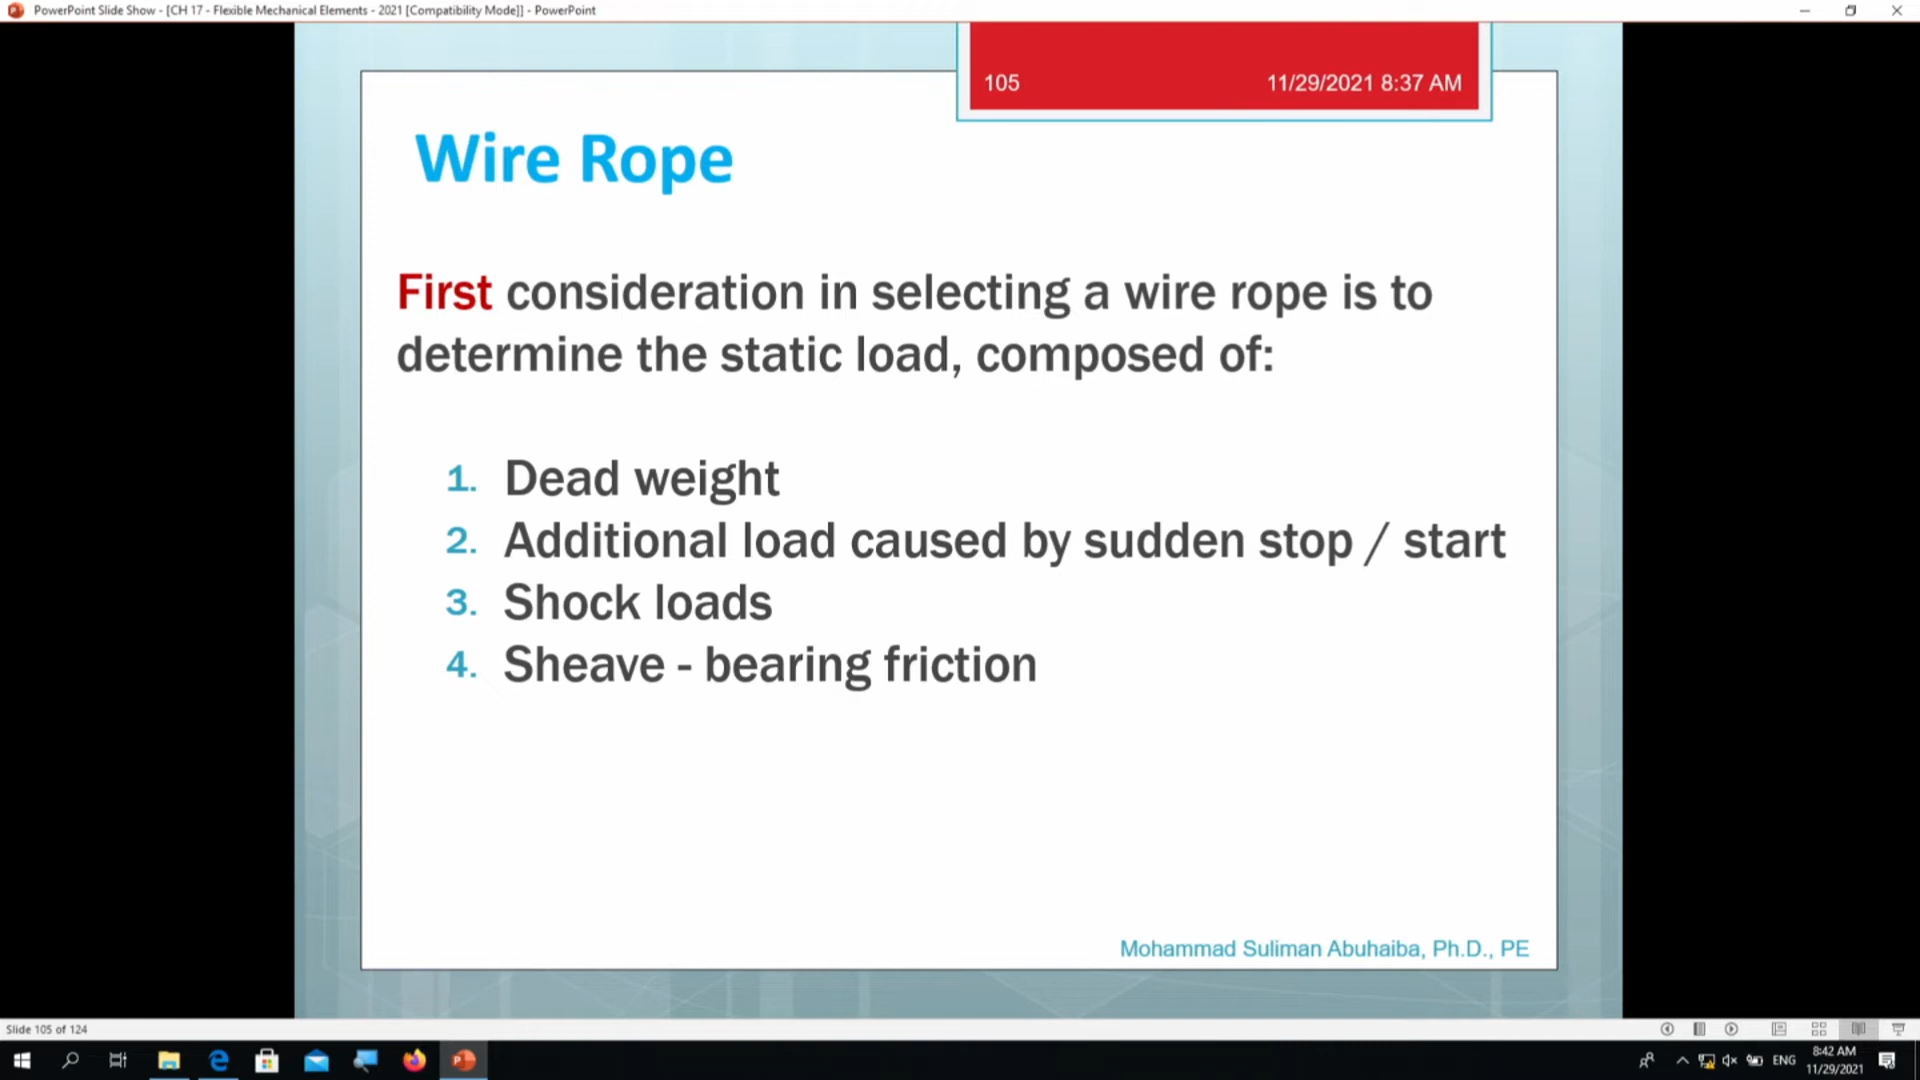 PowerPoint Slide Show - [CH 17 - Flexible Mechanical Elements - 2021 [Compatibility Mode]] - PowerPoint
105
11/29/2021 8:37 AM
Wire Rope
First consideration in selecting a wire rope is to
determine the static load, composed of:
1. Dead weight
2. Additional load caused by sudden stop / start
3. Shock loads
4. Sheave - bearing friction
Mohammad Suliman Abuhaiba, Ph.D., PE
Slide 105 of 124
ENG
8:42 AM
11/29/2021